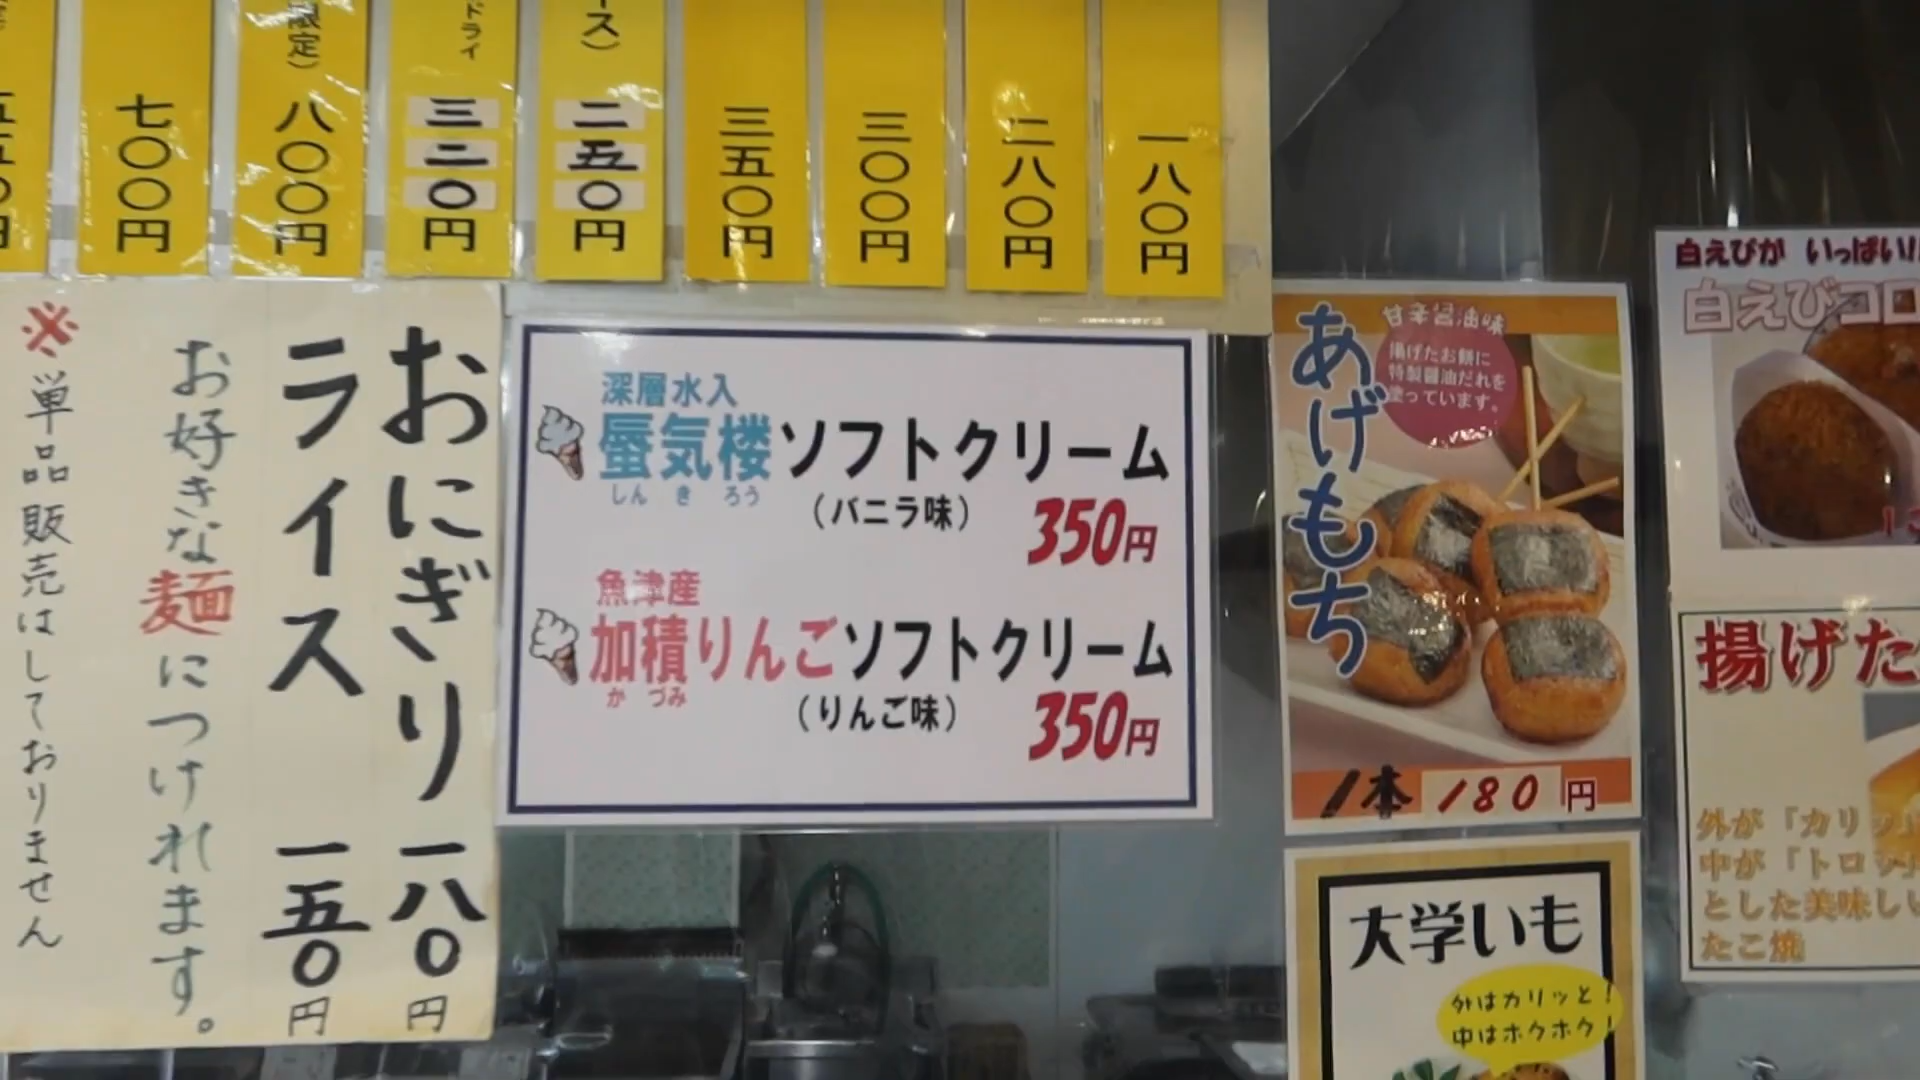 限定）
ドライ
ース）
七〇〇円
八〇〇円
三二〇円
二五〇円
三五〇円
三〇〇円
二八〇円
一八〇円
おにぎり 一八〇円
ライス 一五〇円
お好きな麺につけれます。
※単品販売はしておりません
深層水入
蜃気楼ソフトクリーム
しん き ろう
（バニラ味）
350円
魚津産
加積りんごソフトクリーム
か づみ
（りんご味）
350円
甘辛醤油味
揚げたお餅に
特製醤油だれを
塗っています。
あげもち
1本 180円
大学いも
外はカリッと！
中はホクホク！
白えびが いっぱい!!
白えびコロ
揚げた
外が「カリッ」
中が「トロッ」
とした美味しい
たこ焼